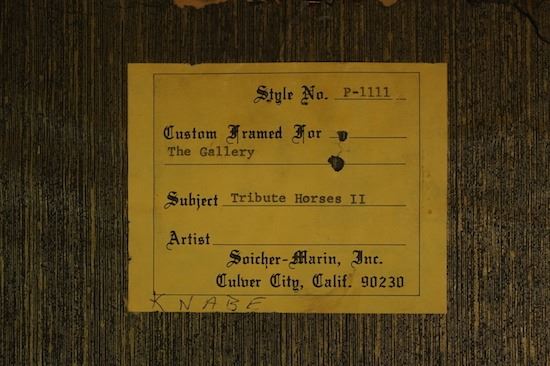 Style No. P-1111
Custom Framed For
The Gallery
Subject Tribute Horses II
Artist
Soicher-Marin, Inc.
Culver City, Calif. 90230
KNABE